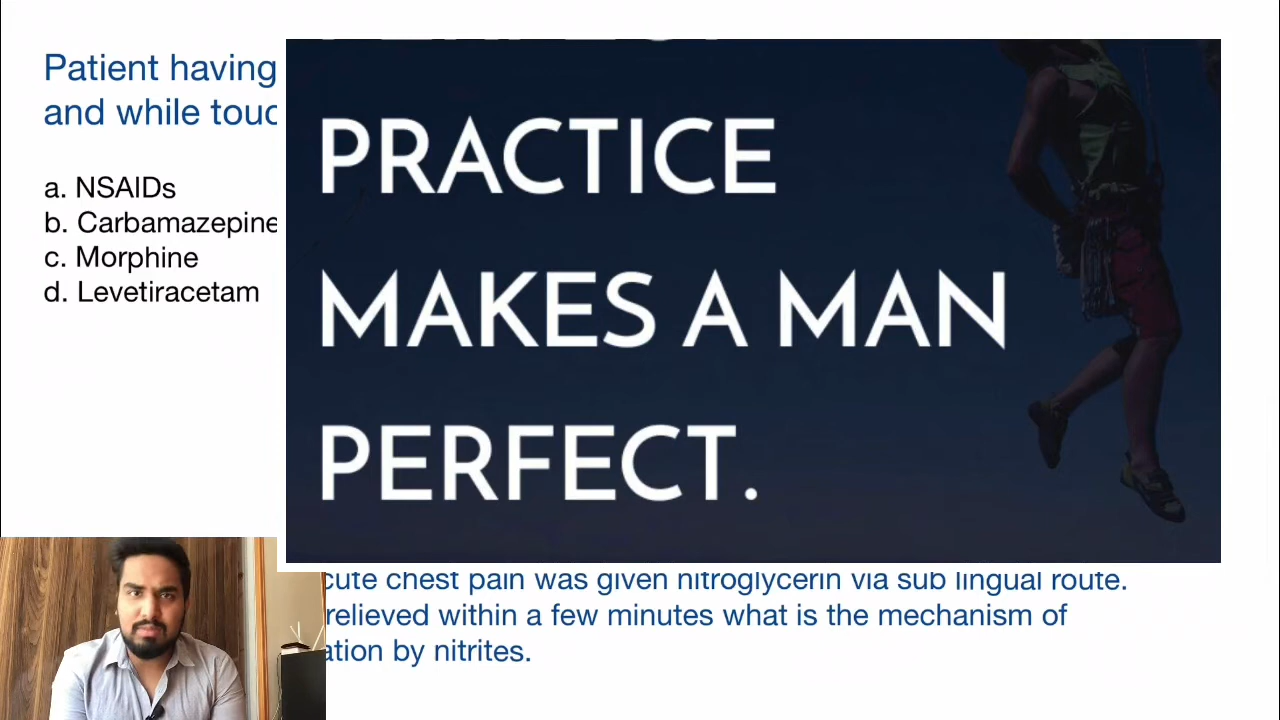 Patient having
and while touc
a. NSAIDs
b. Carbamazepine
c. Morphine
d. Levetiracetam
PRACTICE
MAKES A MAN
PERFECT.
cute chest pain was given nitroglycerin via sub lingual route.
relieved within a few minutes what is the mechanism of
ation by nitrites.